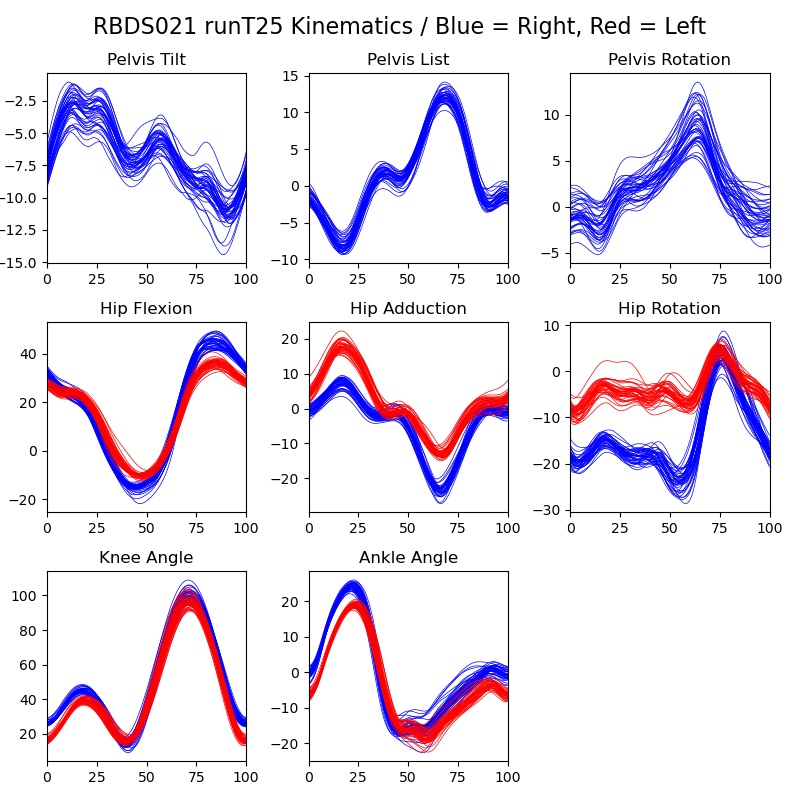 RBDS021 runT25 Kinematics / Blue = Right, Red = Left
Pelvis Tilt
Pelvis List
Pelvis Rotation
−2.5
−5.0
−7.5
−10.0
−12.5
−15.0
0 25 50 75 100
15
10
5
0
−5
−10
0 25 50 75 100
10
5
0
−5
0 25 50 75 100
Hip Flexion
Hip Adduction
Hip Rotation
40
20
0
−20
0 25 50 75 100
20
10
0
−10
−20
0 25 50 75 100
10
0
−10
−20
−30
0 25 50 75 100
Knee Angle
Ankle Angle
100
80
60
40
20
0 25 50 75 100
20
10
0
−10
−20
0 25 50 75 100